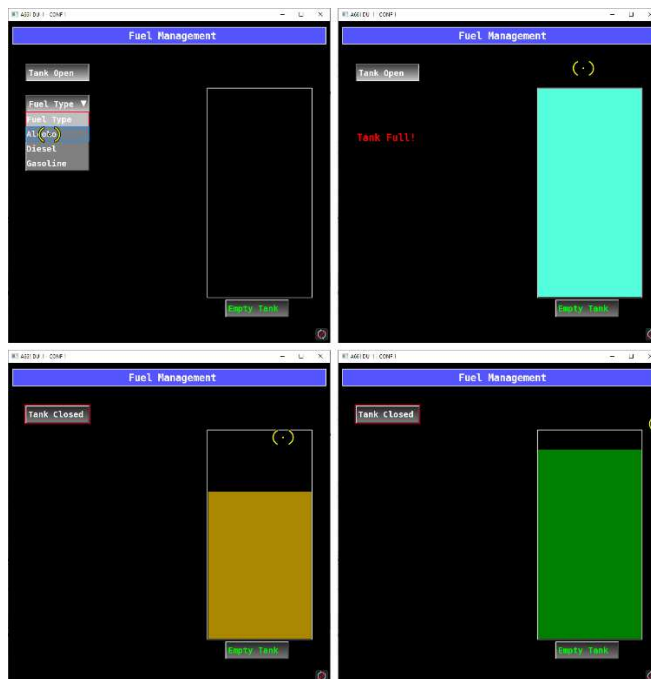 Fuel Management
Tank Open
Fuel Type ▼
Fuel Type
Diesel
Gasoline
Empty Tank
Fuel Management
Tank Open
Tank Full!
Empty Tank
Fuel Management
Tank Closed
Empty Tank
Fuel Management
Tank Closed
Empty Tank